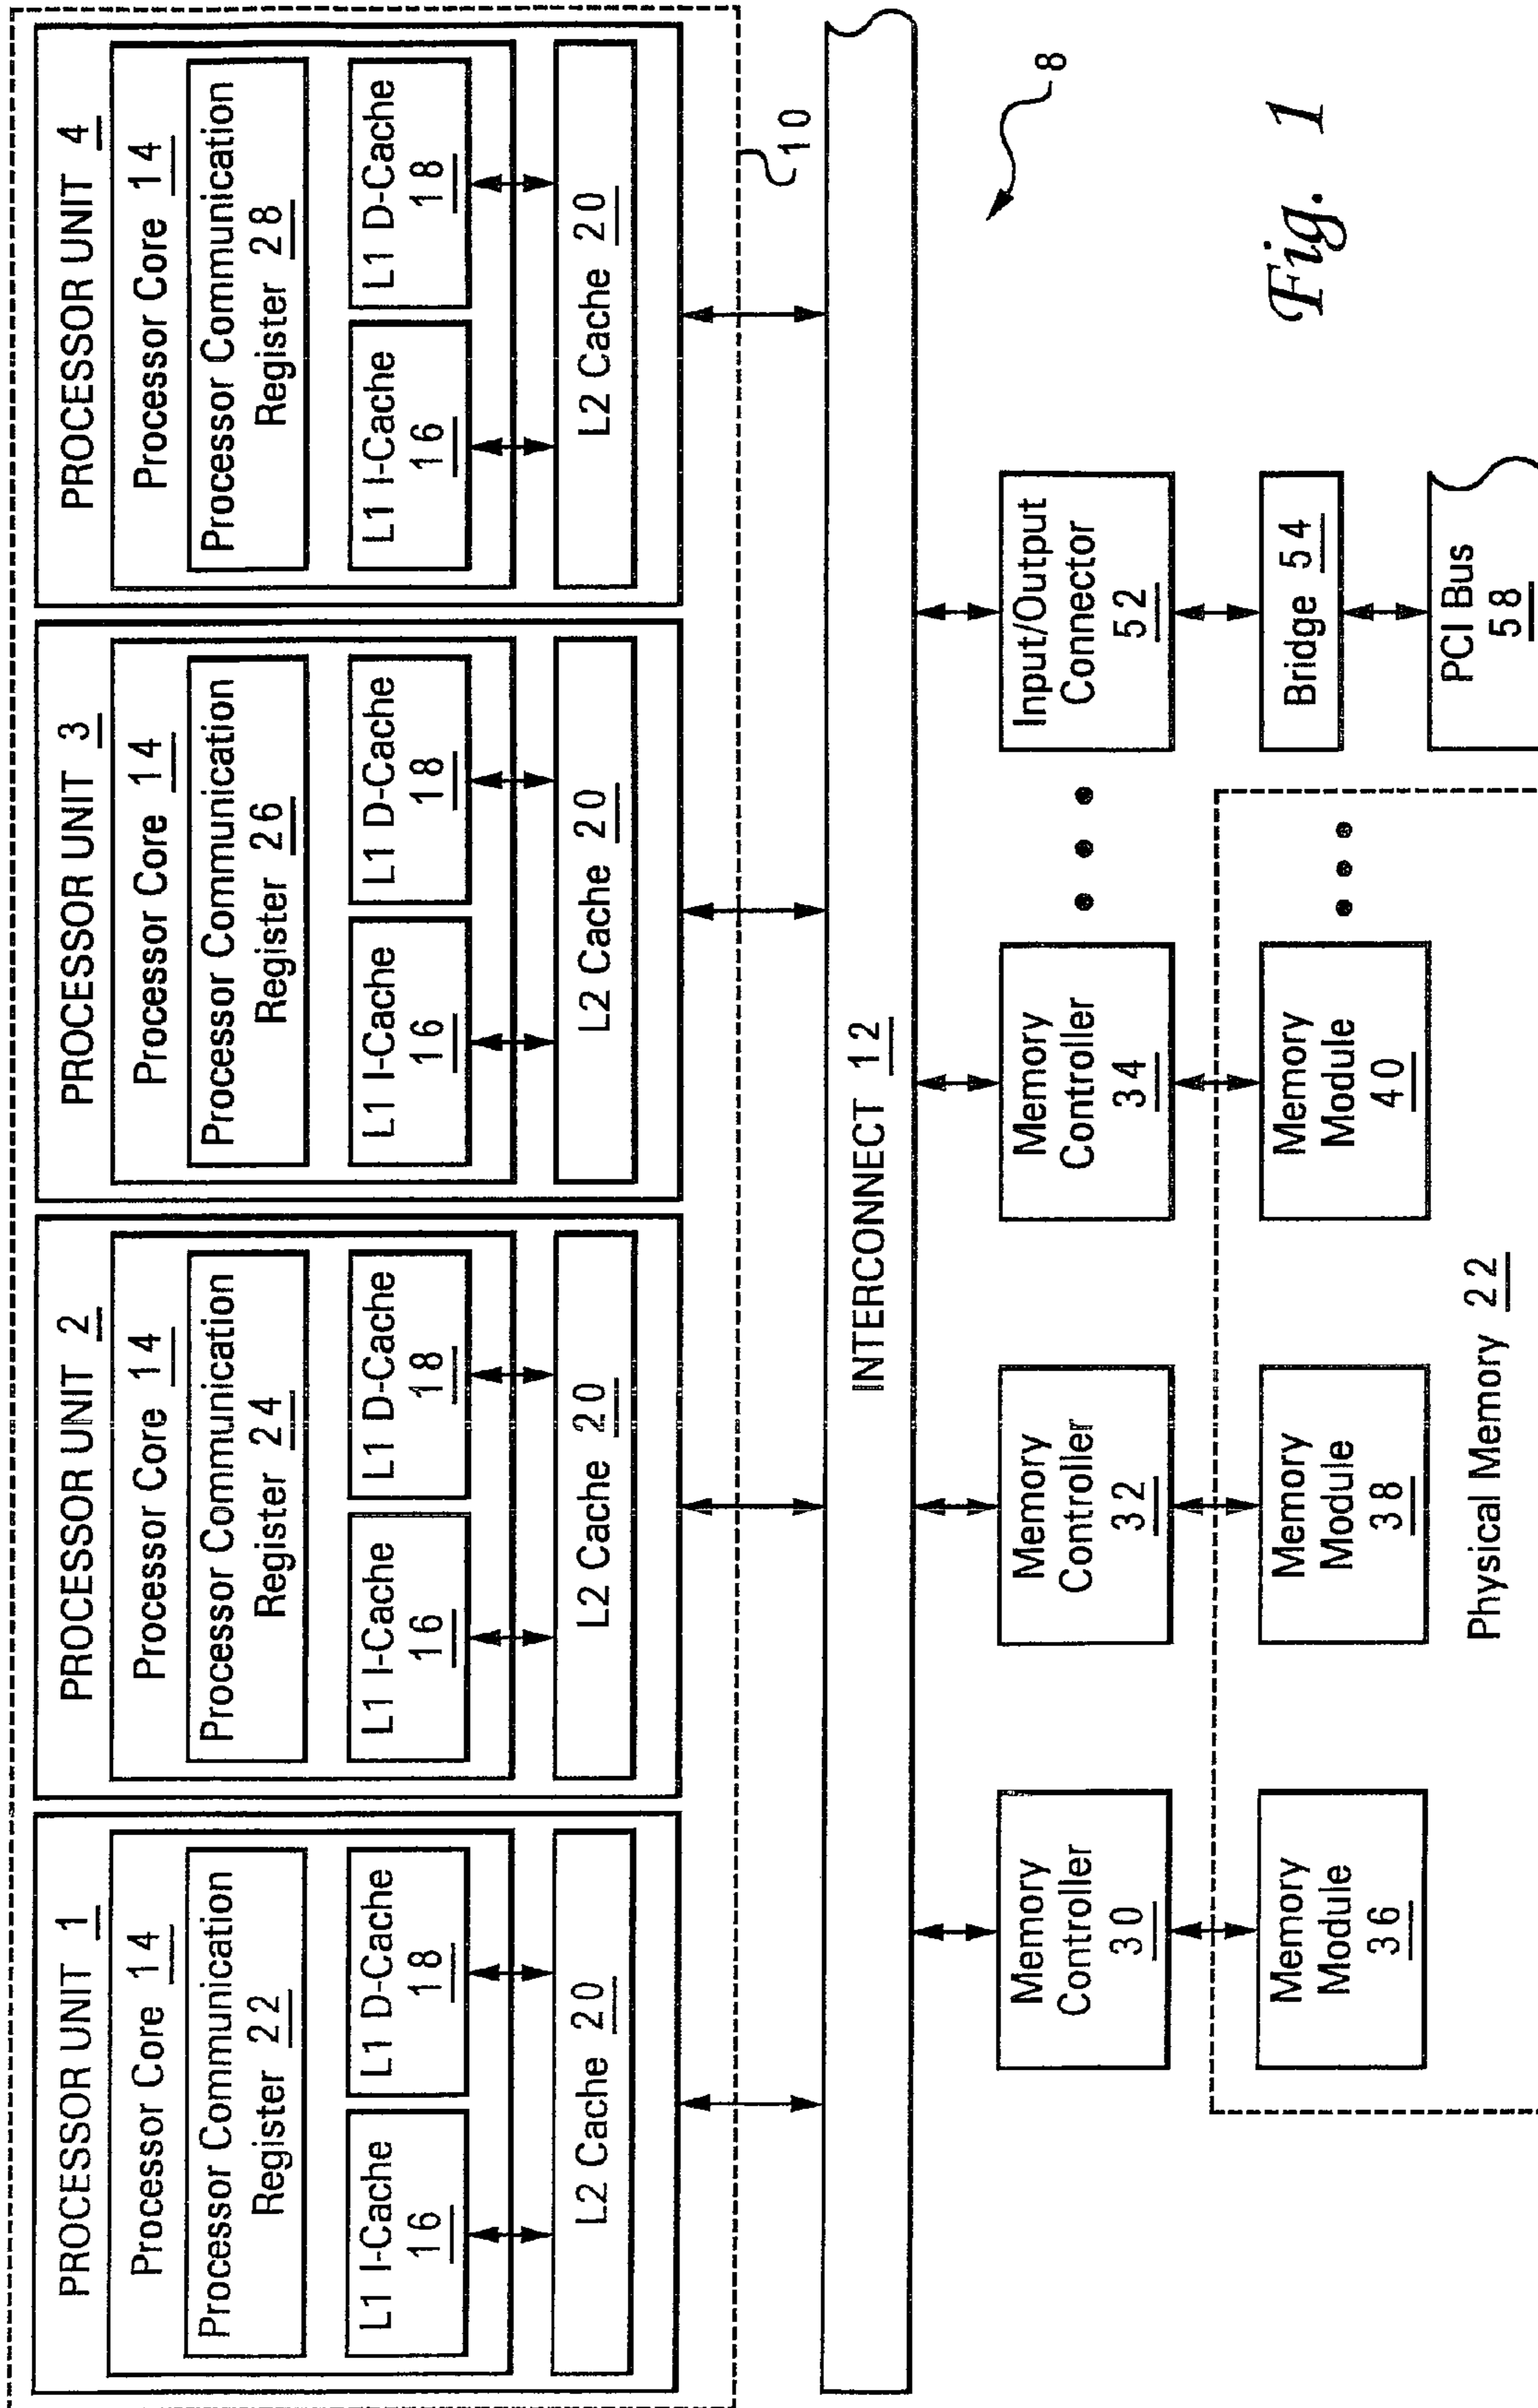 PROCESSOR UNIT 1
Processor Core 14
Processor Communication
Register 22
L1 I-Cache
16
L1 D-Cache
18
L2 Cache 20
PROCESSOR UNIT 2
Processor Core 14
Processor Communication
Register 24
L1 I-Cache
16
L1 D-Cache
18
L2 Cache 20
PROCESSOR UNIT 3
Processor Core 14
Processor Communication
Register 26
L1 I-Cache
16
L1 D-Cache
18
L2 Cache 20
PROCESSOR UNIT 4
Processor Core 14
Processor Communication
Register 28
L1 I-Cache
16
L1 D-Cache
18
L2 Cache 20
10
INTERCONNECT 12
8
Memory
Controller
30
Memory
Controller
32
Memory
Controller
34
Input/Output
Connector
52
Memory
Module
36
Memory
Module
38
Memory
Module
40
Bridge 54
PCI Bus
58
Physical Memory 22
Fig. 1